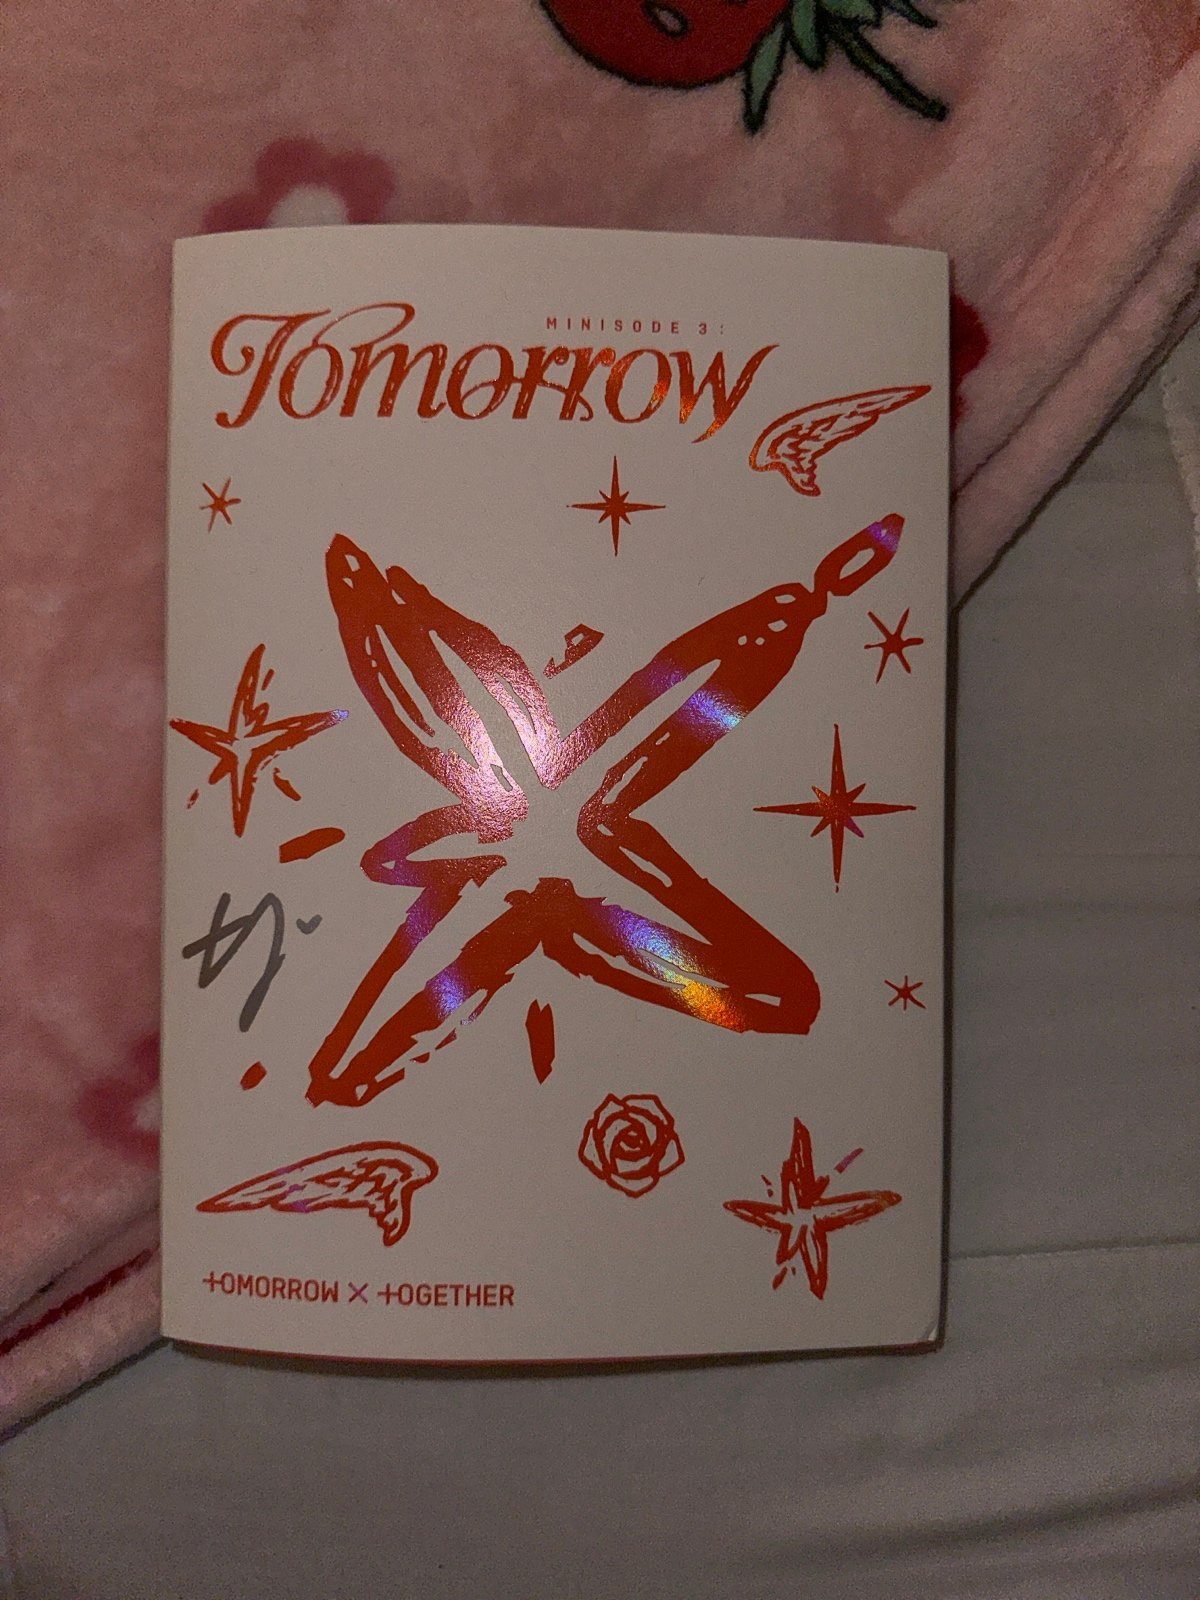 MINISODE 3:
Tomorrow
TOMORROW X TOGETHER